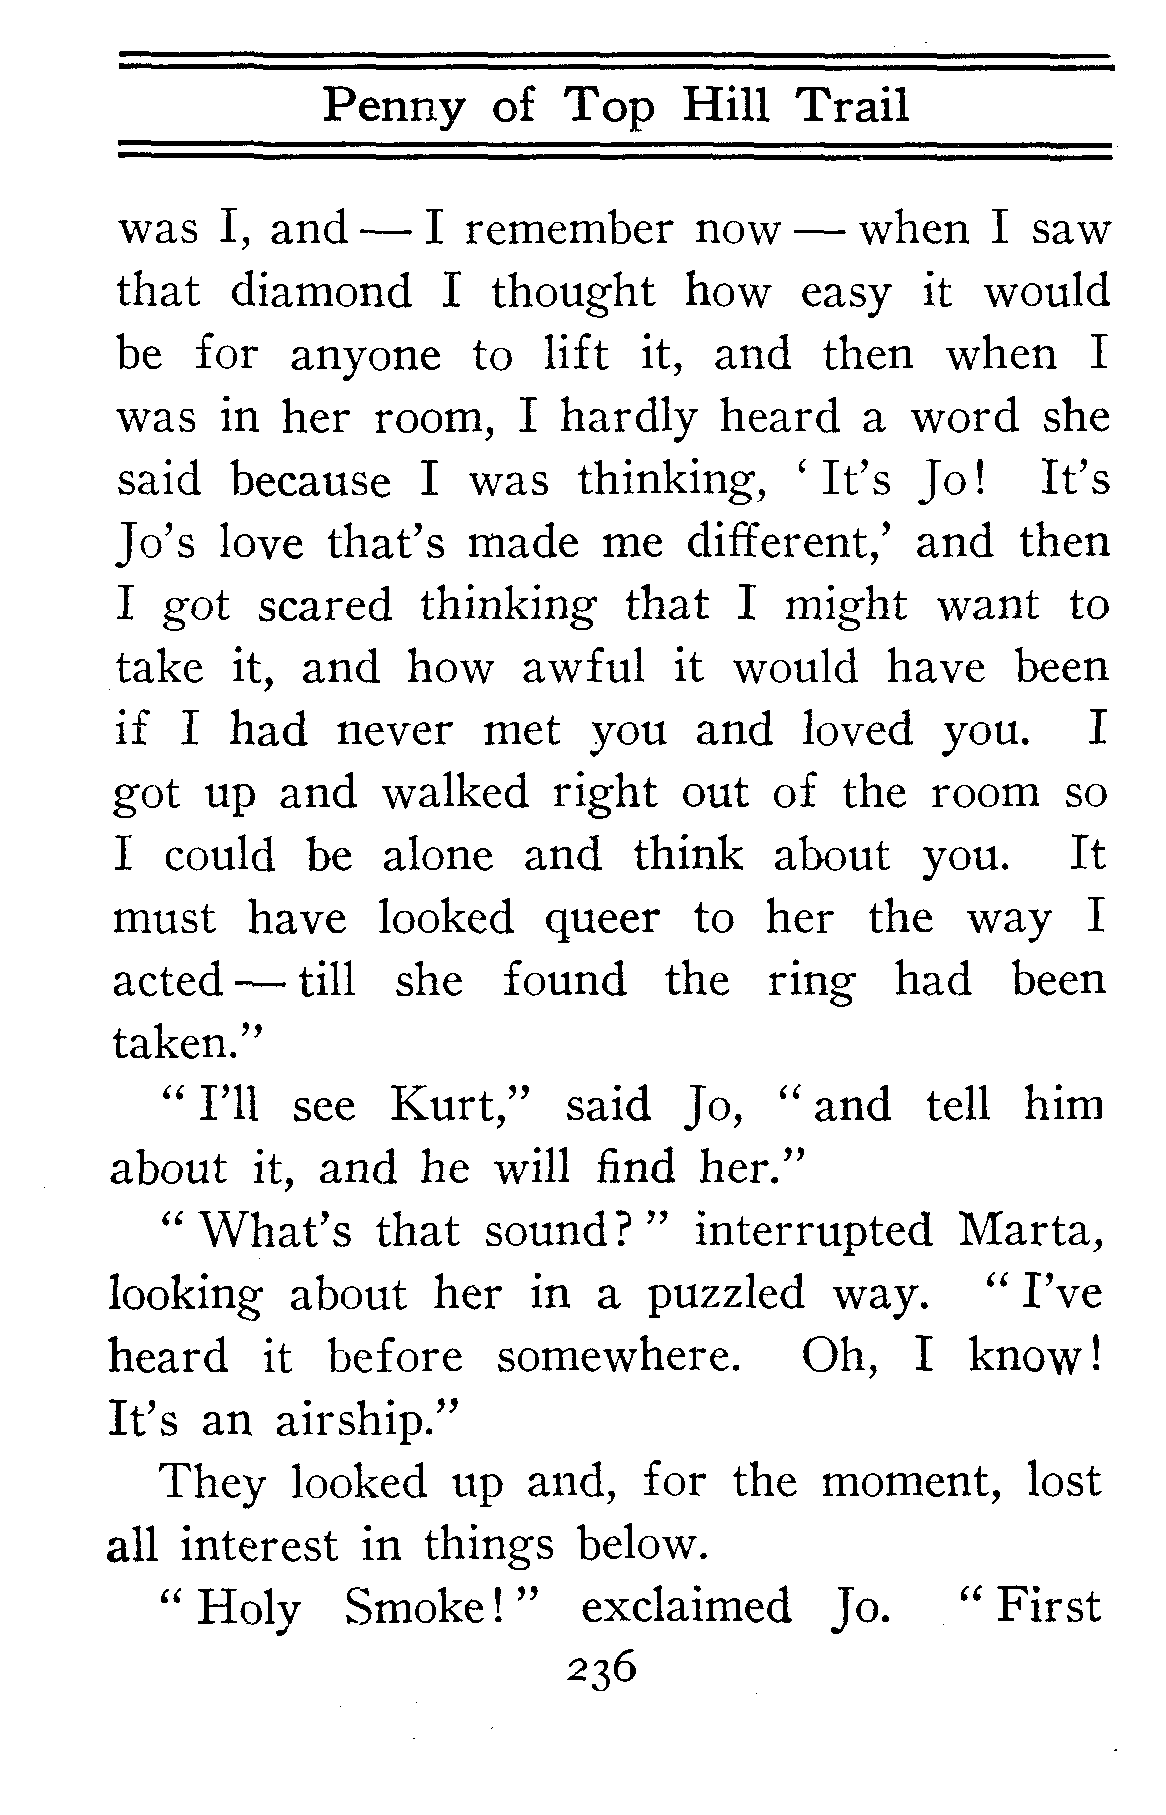 Penny of Top Hill Trail
was I, and — I remember now — when I saw
that diamond I thought how easy it would
be for anyone to lift it, and then when I
was in her room, I hardly heard a word she
said because I was thinking, ‘ It’s Jo! It’s
Jo’s love that’s made me different,’ and then
I got scared thinking that I might want to
take it, and how awful it would have been
if I had never met you and loved you. I
got up and walked right out of the room so
I could be alone and think about you. It
must have looked queer to her the way I
acted — till she found the ring had been
taken.”
“ I’ll see Kurt,” said Jo, “ and tell him
about it, and he will find her.”
“ What’s that sound? ” interrupted Marta,
looking about her in a puzzled way. “ I’ve
heard it before somewhere. Oh, I know!
It’s an airship.”
They looked up and, for the moment, lost
all interest in things below.
“ Holy Smoke! ” exclaimed Jo. “ First
236